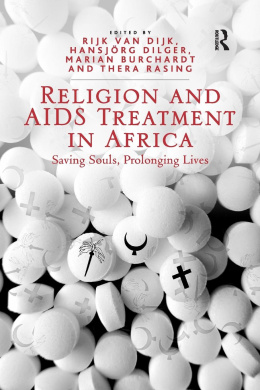 EDITED BY
RIJK VAN DIJK,
HANSJÖRG DILGER,
MARIAN BURCHARDT
AND THERA RASING
ROUTLEDGE
RELIGION AND
AIDS TREATMENT
IN AFRICA
Saving Souls, Prolonging Lives